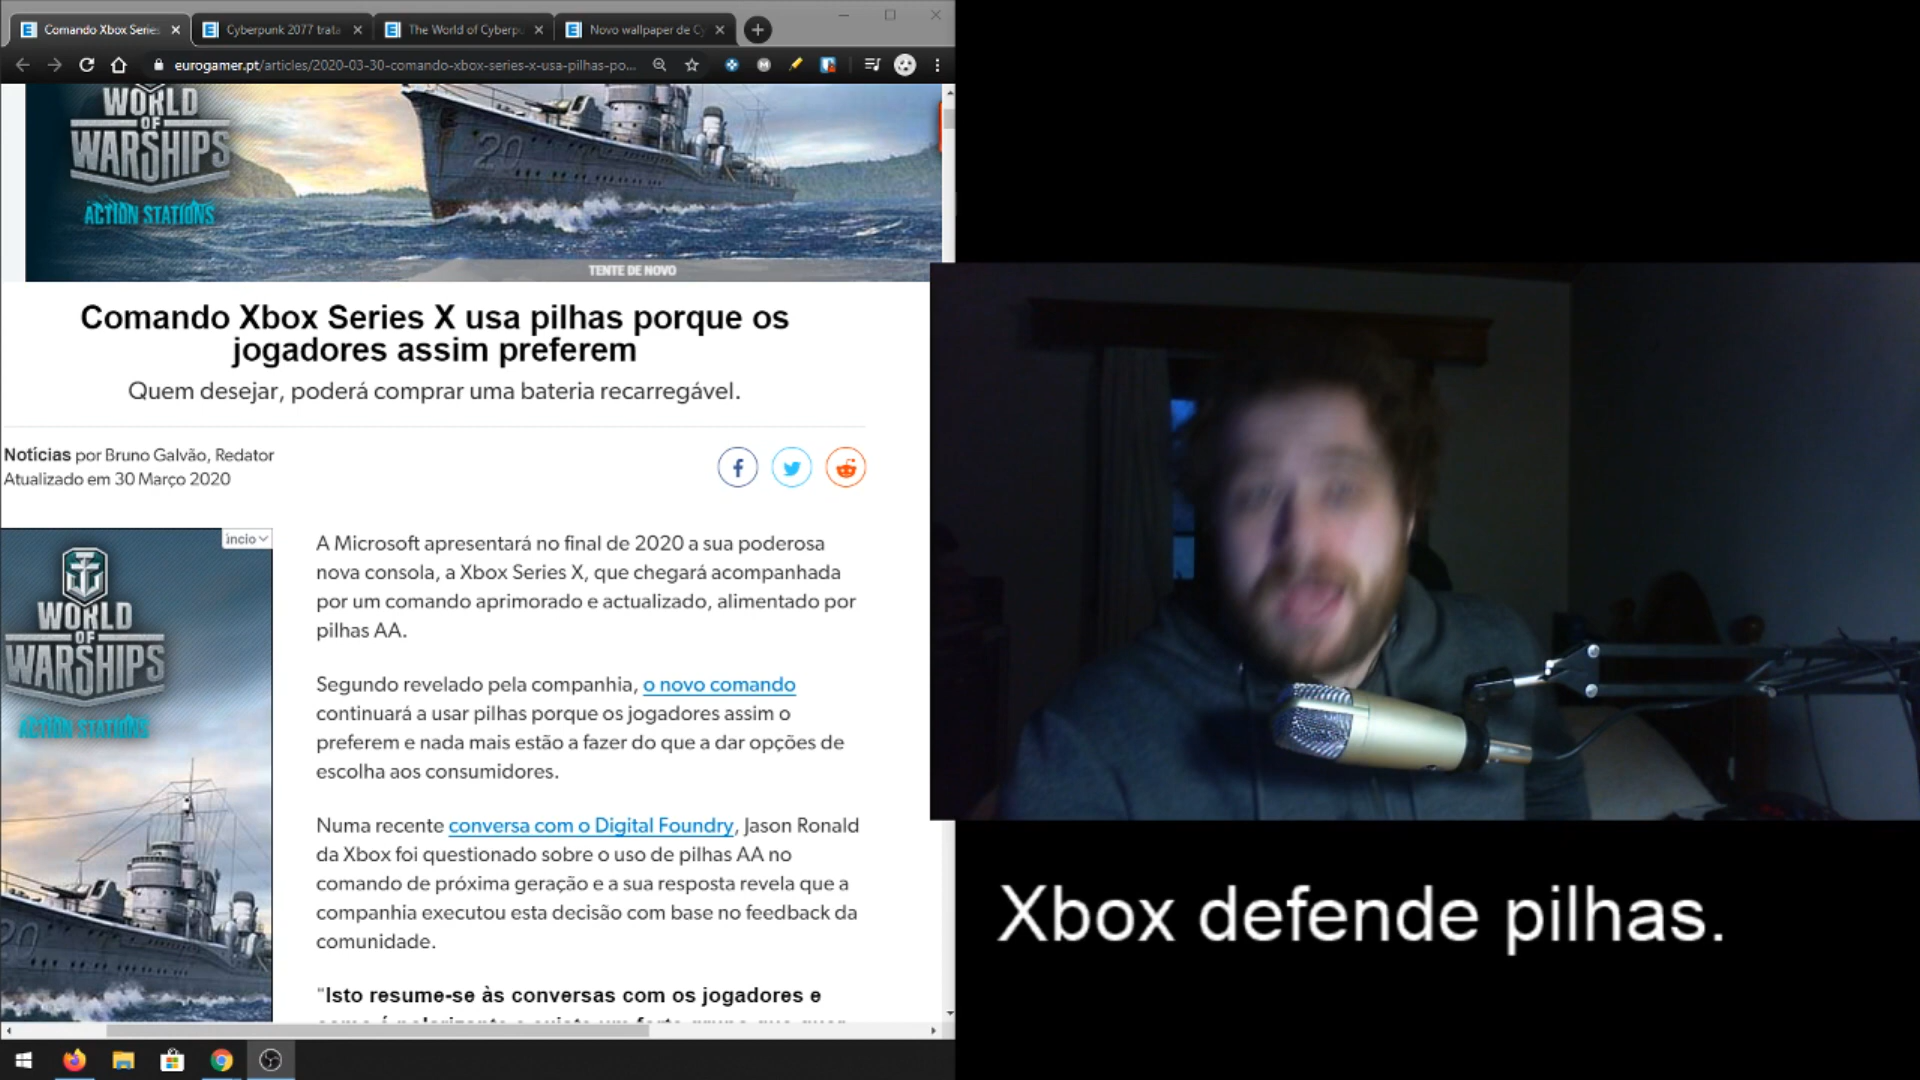 Comando Xbox Series
Cyberpunk 2077 trata
The World of Cyberpu
Novo wallpaper de Cy
eurogamer.pt/articles/2020-03-30-comando-xbox-series-x-usa-pilhas-po...
WORLD
OF
WARSHIPS
ACTION STATIONS
20
TENTE DE NOVO
Comando Xbox Series X usa pilhas porque os
jogadores assim preferem
Quem desejar, poderá comprar uma bateria recarregável.
Notícias por Bruno Galvão, Redator
Atualizado em 30 Março 2020
incio
WORLD
OF
WARSHIPS
ACTION STATIONS
20
A Microsoft apresentará no final de 2020 a sua poderosa
nova consola, a Xbox Series X, que chegará acompanhada
por um comando aprimorado e actualizado, alimentado por
pilhas AA.
Segundo revelado pela companhia, o novo comando
continuará a usar pilhas porque os jogadores assim o
preferem e nada mais estão a fazer do que a dar opções de
escolha aos consumidores.
Numa recente conversa com o Digital Foundry, Jason Ronald
da Xbox foi questionado sobre o uso de pilhas AA no
comando de próxima geração e a sua resposta revela que a
companhia executou esta decisão com base no feedback da
comunidade.
"Isto resume-se às conversas com os jogadores e
Xbox defende pilhas.